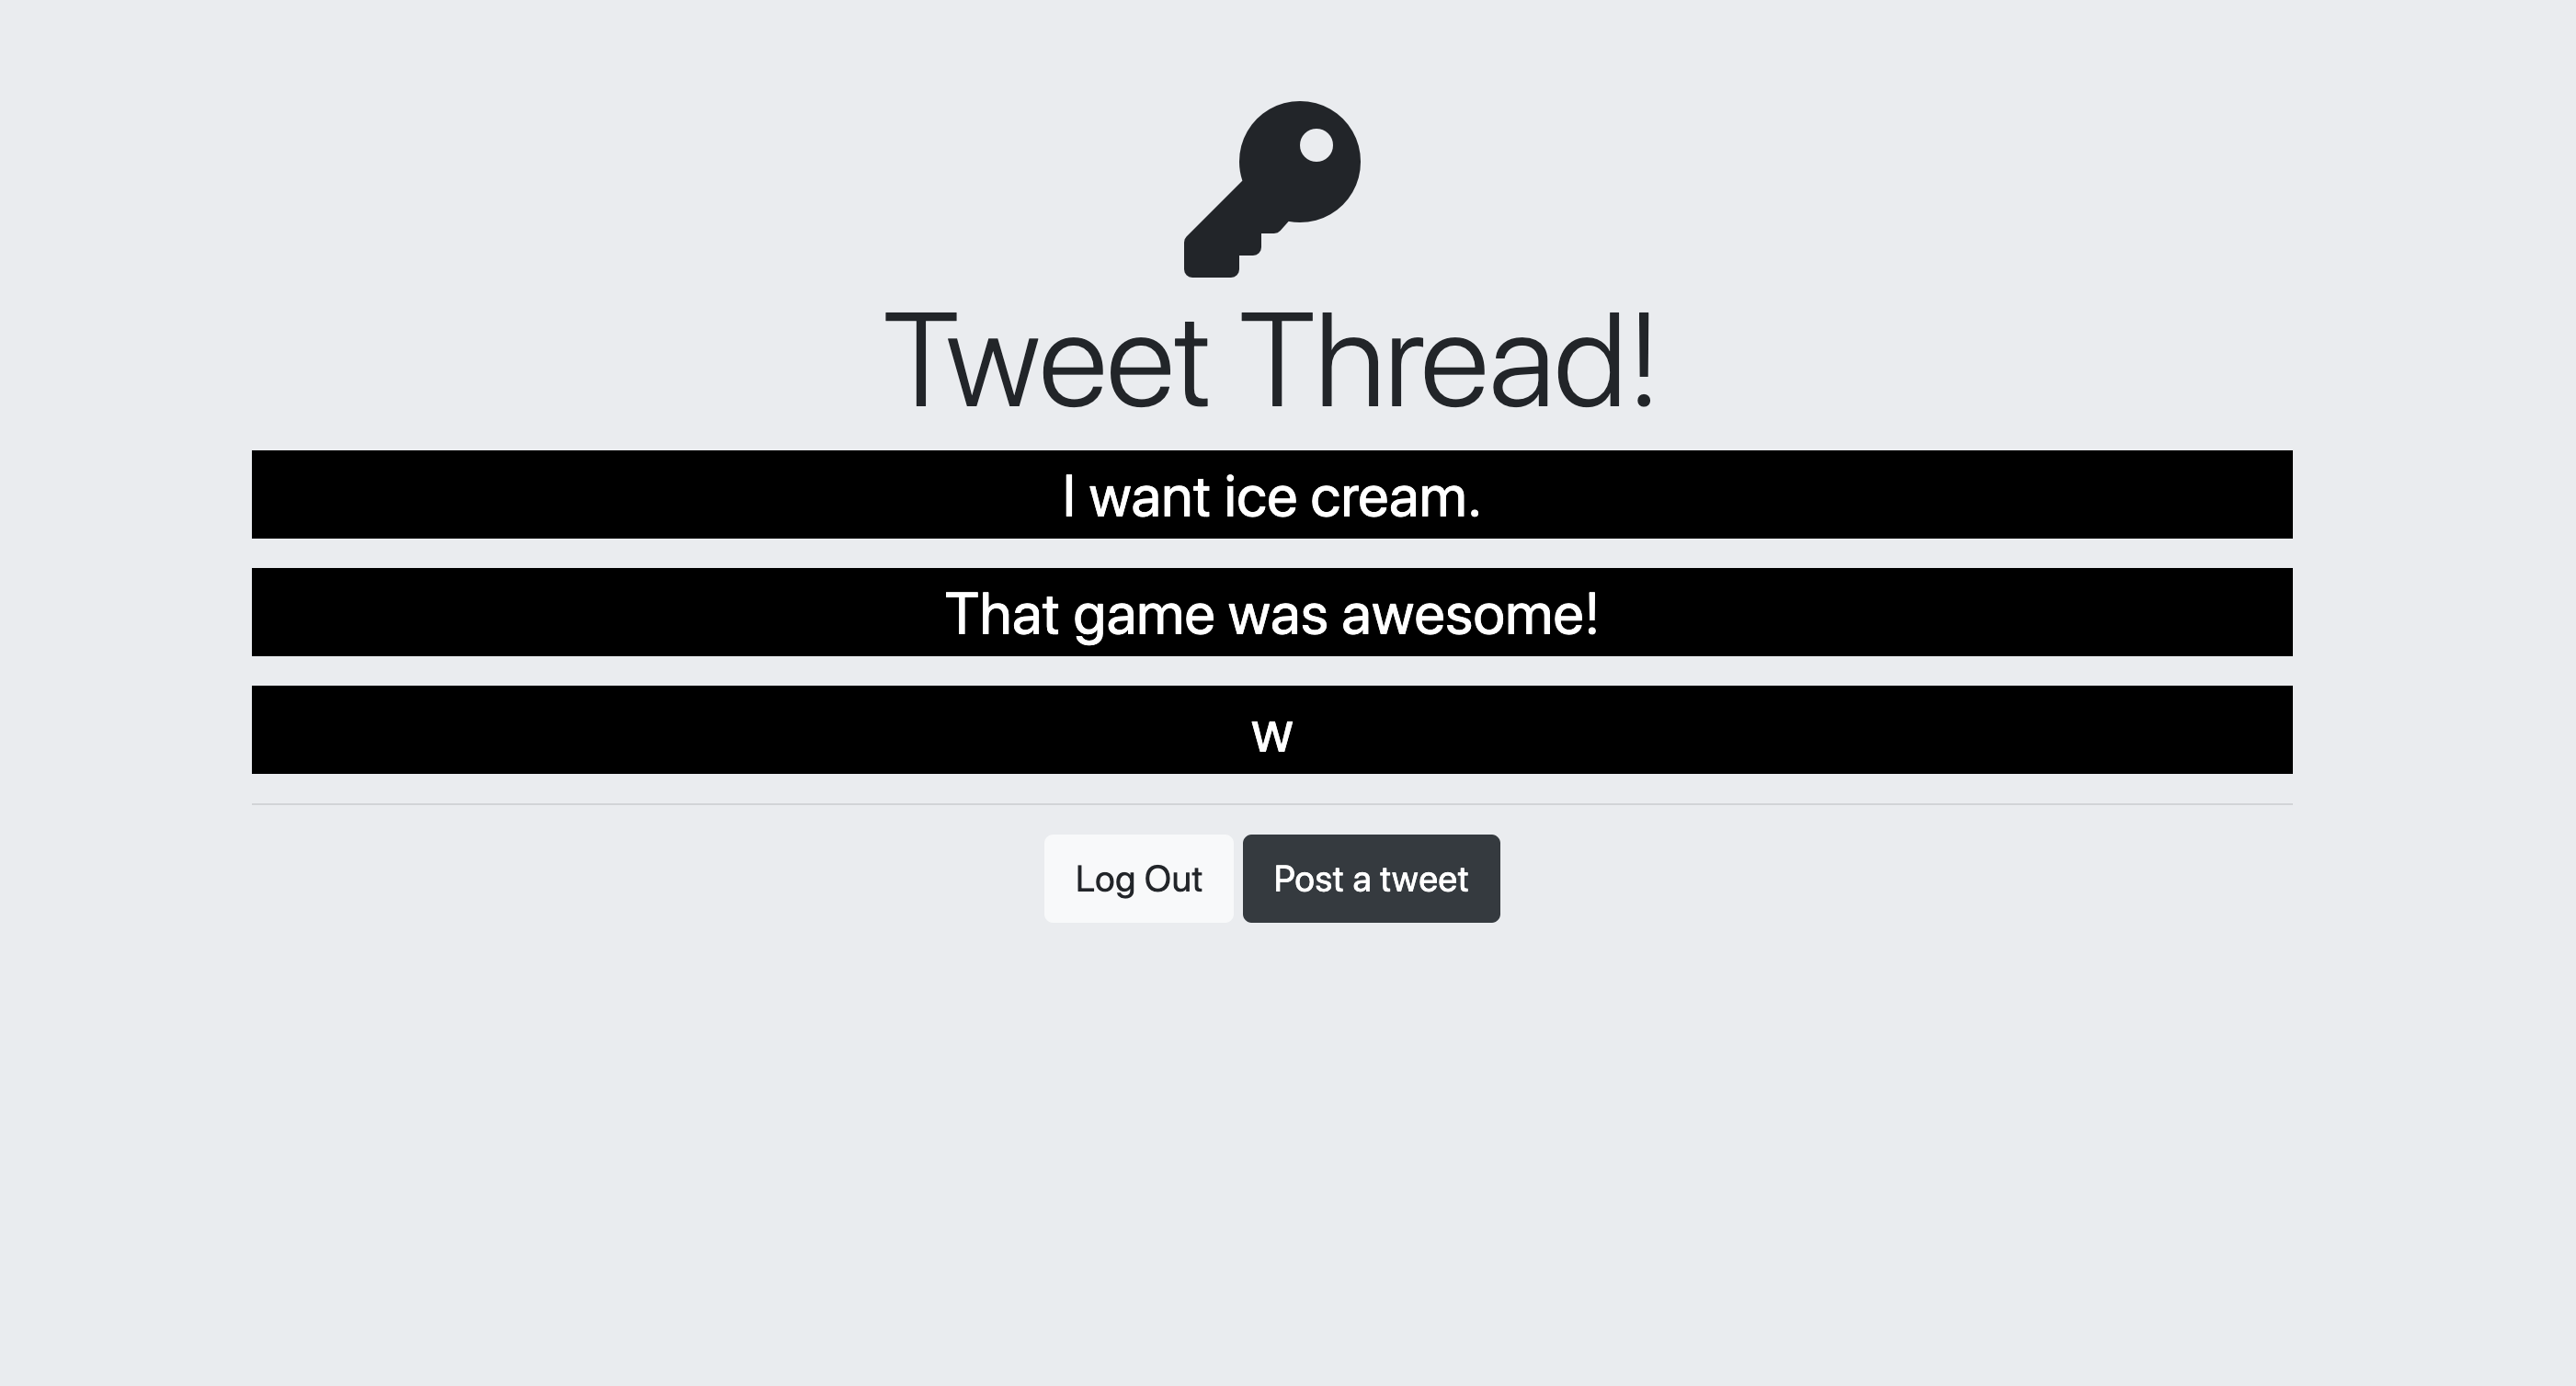 Tweet Thread!
I want ice cream.
That game was awesome!
w
Log Out
Post a tweet